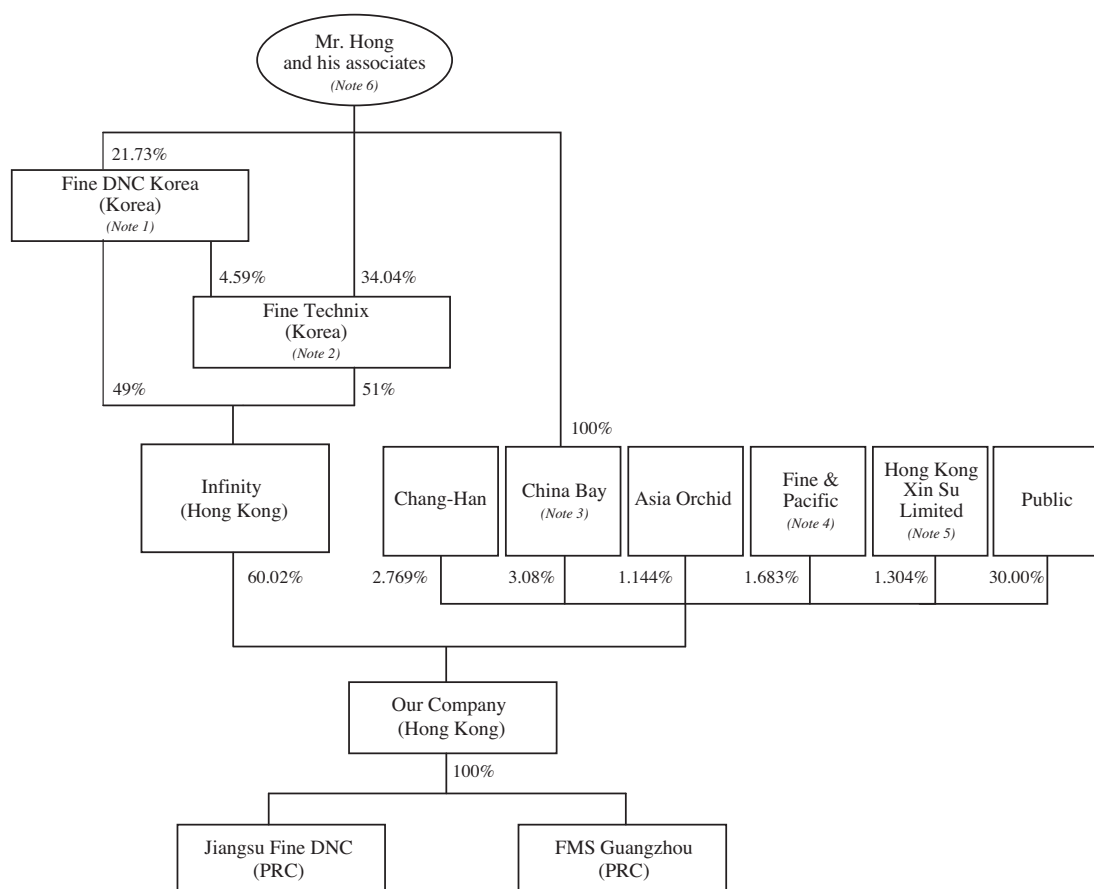 Mr. Hong
and his associates
(Note 6)
21.73%
Fine DNC Korea
(Korea)
(Note 1)
4.59%
34.04%
Fine Technix
(Korea)
(Note 2)
49%
51%
100%
Infinity
(Hong Kong)
Chang-Han
China Bay
(Note 3)
Asia Orchid
Fine &
Pacific
(Note 4)
Hong Kong
Xin Su
Limited
(Note 5)
Public
60.02%
2.769%
3.08%
1.144%
1.683%
1.304%
30.00%
Our Company
(Hong Kong)
100%
Jiangsu Fine DNC
(PRC)
FMS Guangzhou
(PRC)